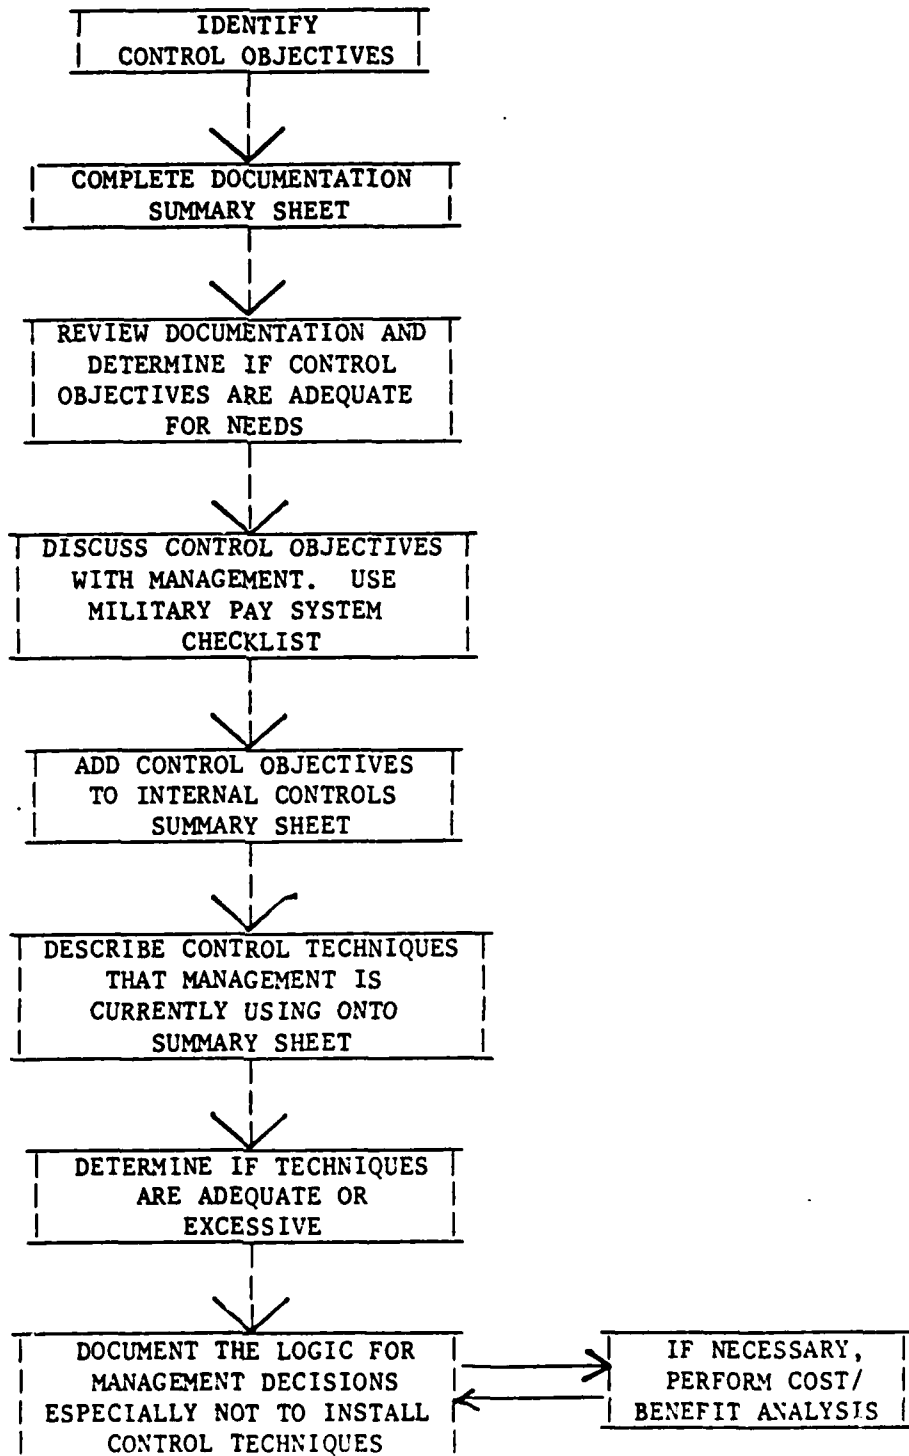 IDENTIFY
CONTROL OBJECTIVES
COMPLETE DOCUMENTATION
SUMMARY SHEET
REVIEW DOCUMENTATION AND
DETERMINE IF CONTROL
OBJECTIVES ARE ADEQUATE
FOR NEEDS
DISCUSS CONTROL OBJECTIVES
WITH MANAGEMENT. USE
MILITARY PAY SYSTEM
CHECKLIST
ADD CONTROL OBJECTIVES
TO INTERNAL CONTROLS
SUMMARY SHEET
DESCRIBE CONTROL TECHNIQUES
THAT MANAGEMENT IS
CURRENTLY USING ONTO
SUMMARY SHEET
DETERMINE IF TECHNIQUES
ARE ADEQUATE OR
EXCESSIVE
DOCUMENT THE LOGIC FOR
MANAGEMENT DECISIONS
ESPECIALLY NOT TO INSTALL
CONTROL TECHNIQUES
IF NECESSARY,
PERFORM COST/
BENEFIT ANALYSIS